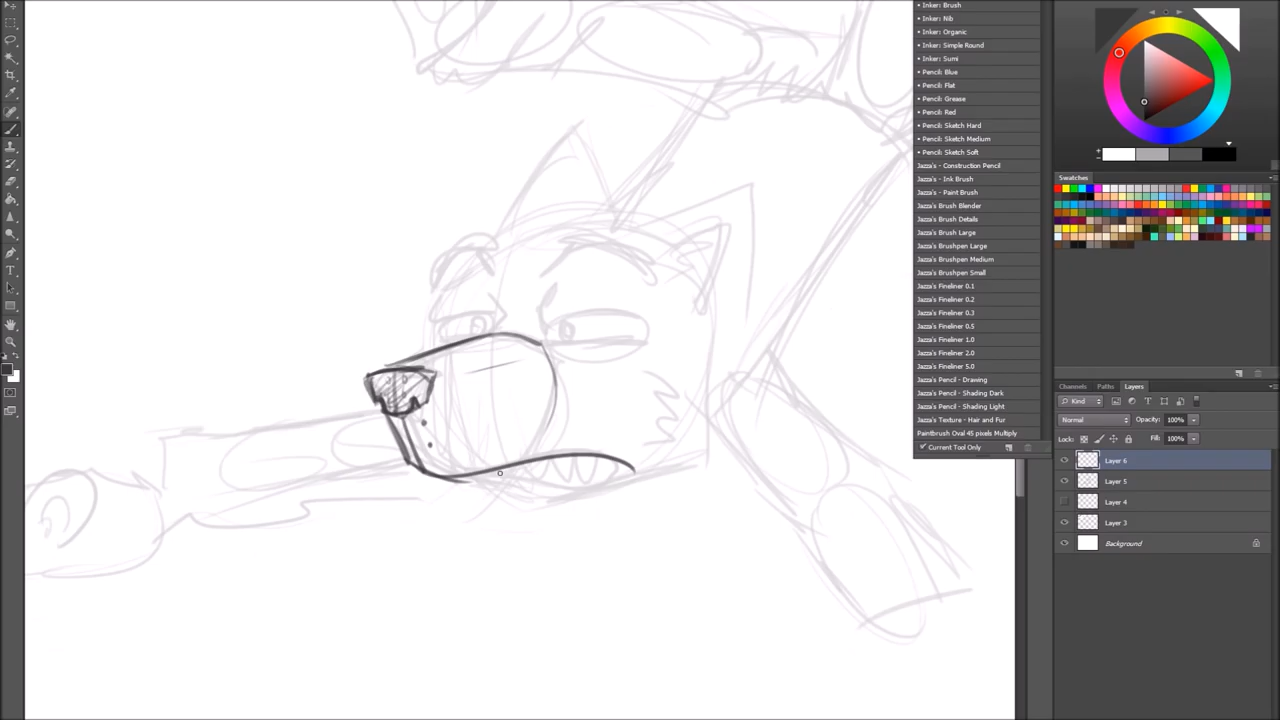 • Inker: Brush
• Inker: Nib
• Inker: Organic
• Inker: Simple Round
• Inker: Sumi
• Pencil: Blue
• Pencil: Flat
• Pencil: Grease
• Pencil: Red
• Pencil: Sketch Hard
• Pencil: Sketch Medium
• Pencil: Sketch Soft
Jazza's - Construction Pencil
Jazza's - Ink Brush
Jazza's - Paint Brush
Jazza's Brush Blender
Jazza's Brush Details
Jazza's Brush Large
Jazza's Brushpen Large
Jazza's Brushpen Medium
Jazza's Brushpen Small
Jazza's Fineliner 0.1
Jazza's Fineliner 0.2
Jazza's Fineliner 0.3
Jazza's Fineliner 0.5
Jazza's Fineliner 1.0
Jazza's Fineliner 2.0
Jazza's Fineliner 5.0
Jazza's Pencil - Drawing
Jazza's Pencil - Shading Dark
Jazza's Pencil - Shading Light
Jazza's Texture - Hair and Fur
Paintbrush Oval 45 pixels Multiply
Current Tool Only
Swatches
Channels Paths Layers
Kind
Normal Opacity: 100%
Lock: Fill: 100%
Layer 6
Layer 5
Layer 4
Layer 3
Background